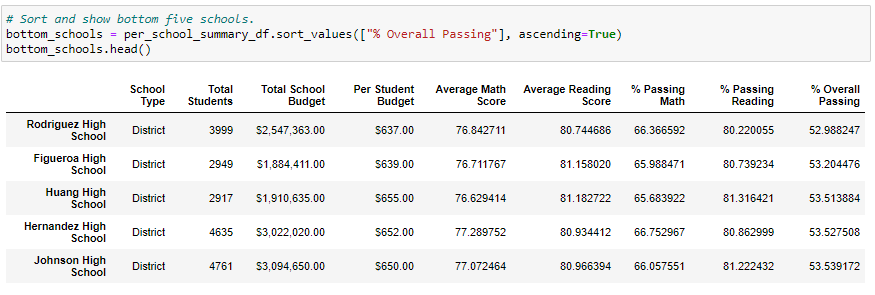 # Sort and show bottom five schools.
bottom_schools = per_school_summary_df.sort_values(["% Overall Passing"], ascending=True)
bottom_schools.head()
School Type Total Students Total School Budget Per Student Budget Average Math Score Average Reading Score % Passing Math % Passing Reading % Overall Passing
Rodriguez High School District 3999 $2,547,363.00 $637.00 76.842711 80.744686 66.366592 80.220055 52.988247
Figueroa High School District 2949 $1,884,411.00 $639.00 76.711767 81.158020 65.988471 80.739234 53.204476
Huang High School District 2917 $1,910,635.00 $655.00 76.629414 81.182722 65.683922 81.316421 53.513884
Hernandez High School District 4635 $3,022,020.00 $652.00 77.289752 80.934412 66.752967 80.862999 53.527508
Johnson High School District 4761 $3,094,650.00 $650.00 77.072464 80.966394 66.057551 81.222432 53.539172